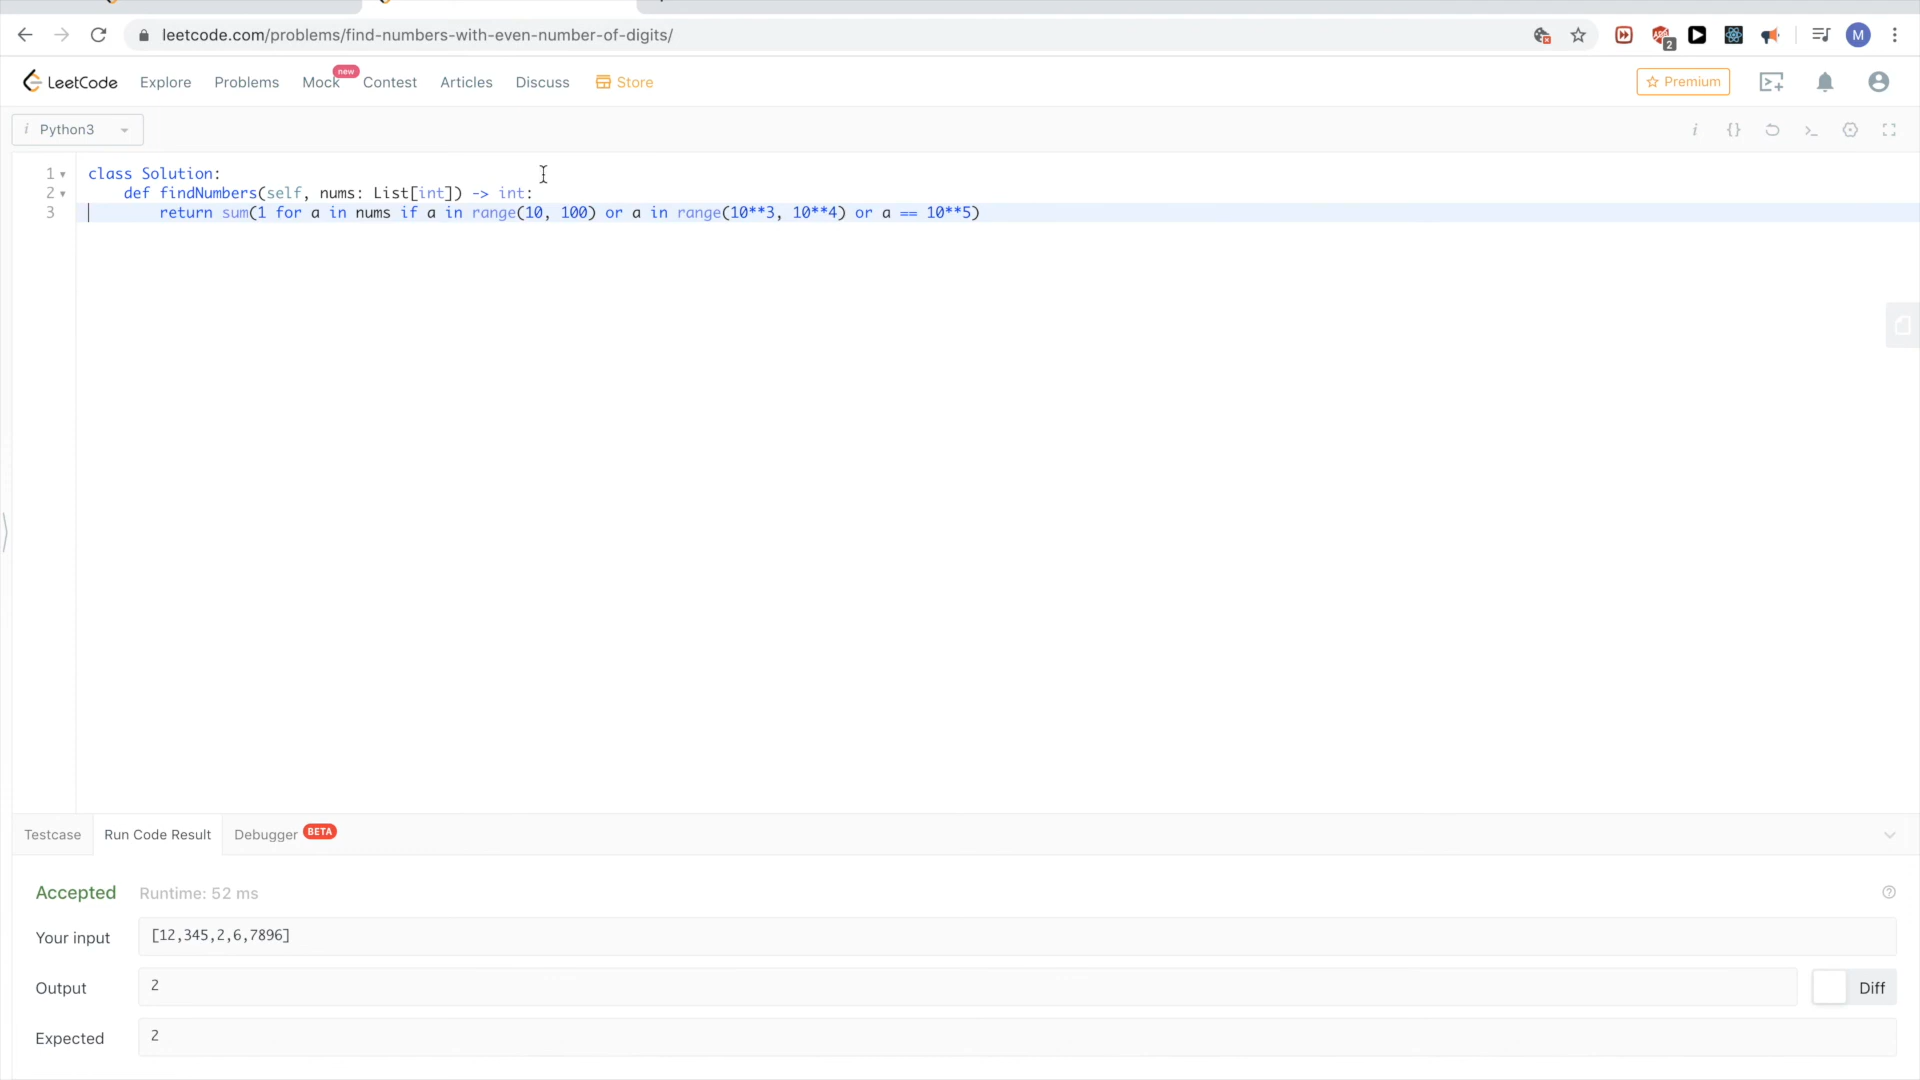 leetcode.com/problems/find-numbers-with-even-number-of-digits/
2
M
LeetCode Explore Problems Mock new Contest Articles Discuss Store Premium
i Python3 i {} >_
1 class Solution:
2 def findNumbers(self, nums: List[int]) -> int:
3 return sum(1 for a in nums if a in range(10, 100) or a in range(10**3, 10**4) or a == 10**5)
Testcase Run Code Result Debugger BETA
Accepted Runtime: 52 ms ?
Your input [12,345,2,6,7896]
Output 2 Diff
Expected 2